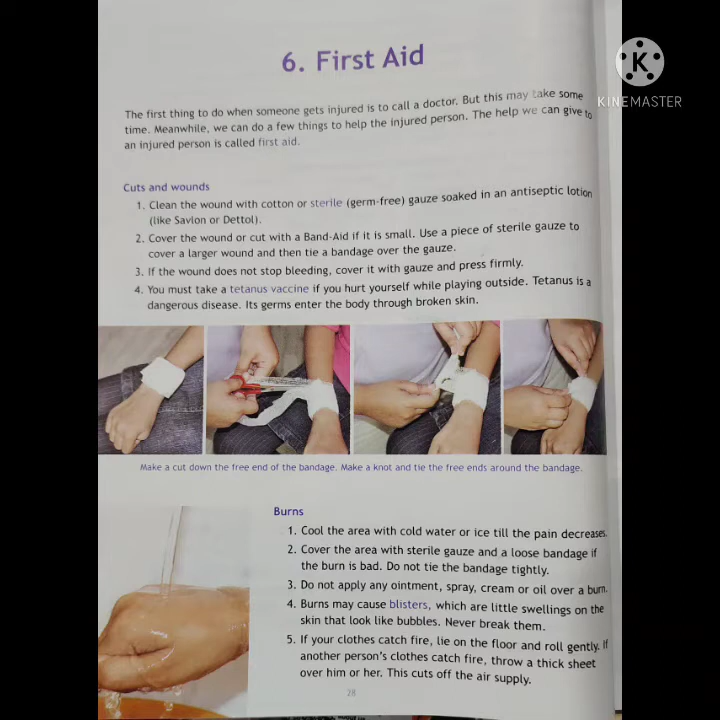 6. First Aid
K
KINEMASTER
The first thing to do when someone gets injured is to call a doctor. But this may take some
time. Meanwhile, we can do a few things to help the injured person. The help we can give to
an injured person is called first aid.
Cuts and wounds
1. Clean the wound with cotton or sterile (germ-free) gauze soaked in an antiseptic lotion
(like Savlon or Dettol).
2. Cover the wound or cut with a Band-Aid if it is small. Use a piece of sterile gauze to
cover a larger wound and then tie a bandage over the gauze.
3. If the wound does not stop bleeding, cover it with gauze and press firmly.
4. You must take a tetanus vaccine if you hurt yourself while playing outside. Tetanus is a
dangerous disease. Its germs enter the body through broken skin.
Make a cut down the free end of the bandage. Make a knot and tie the free ends around the bandage.
Burns
1. Cool the area with cold water or ice till the pain decreases.
2. Cover the area with sterile gauze and a loose bandage if
the burn is bad. Do not tie the bandage tightly.
3. Do not apply any ointment, spray, cream or oil over a burn.
4. Burns may cause blisters, which are little swellings on the
skin that look like bubbles. Never break them.
5. If your clothes catch fire, lie on the floor and roll gently. If
another person's clothes catch fire, throw a thick sheet
over him or her. This cuts off the air supply.
28